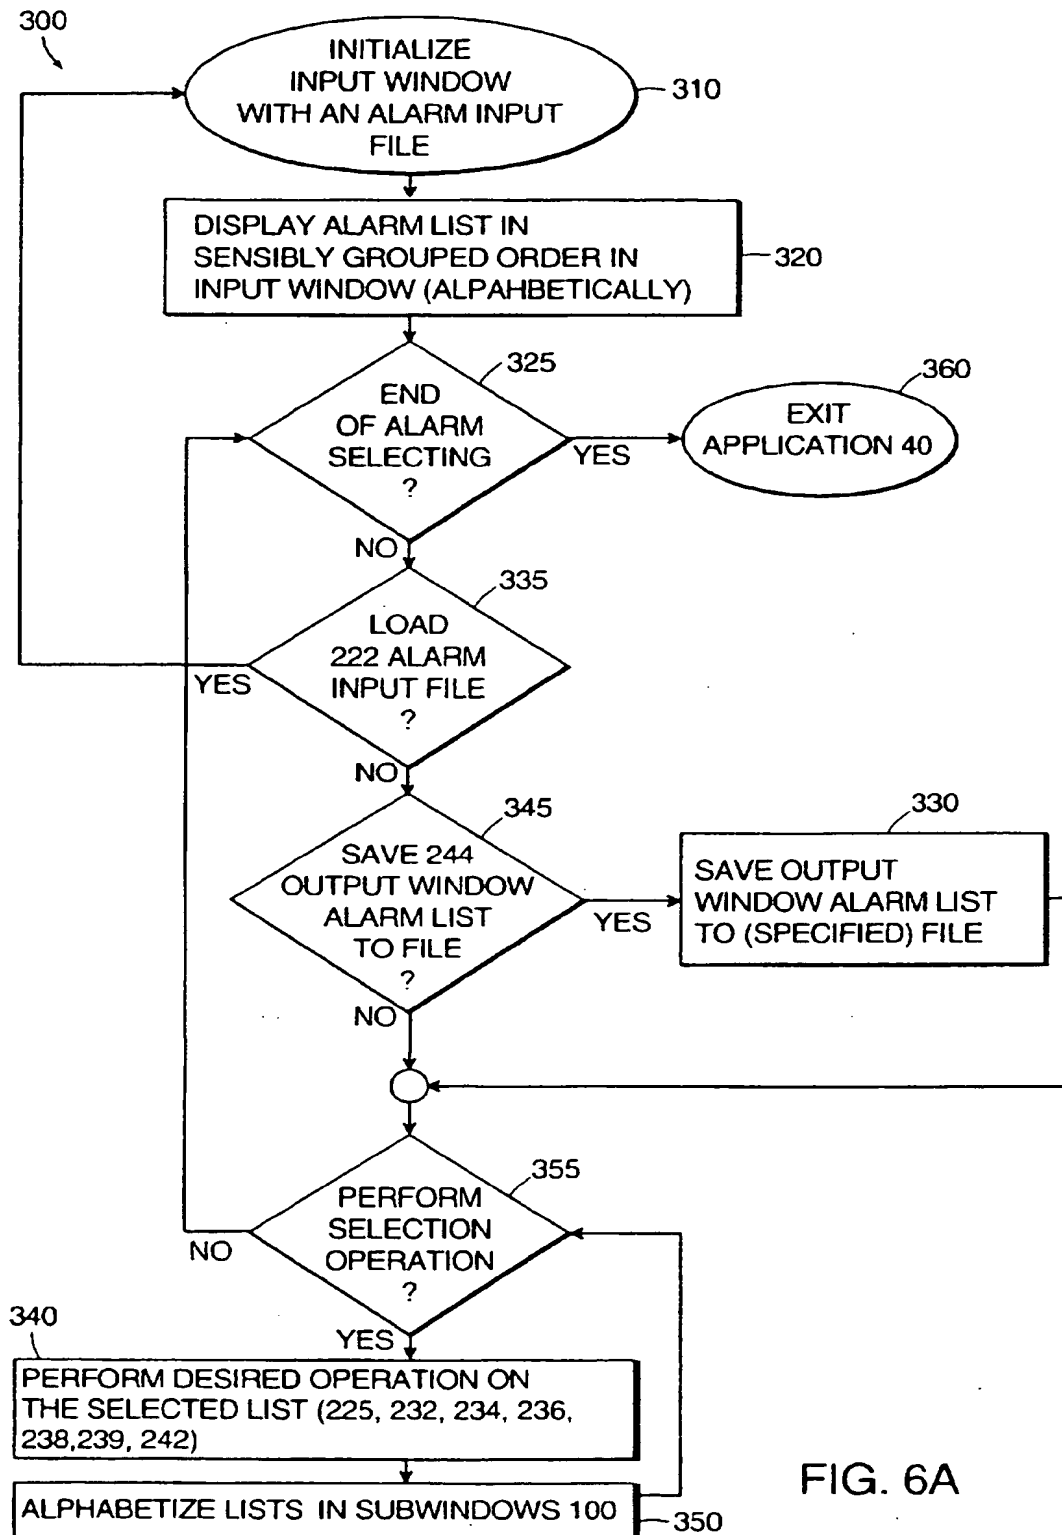 300
INITIALIZE
INPUT WINDOW
WITH AN ALARM INPUT
FILE
310
DISPLAY ALARM LIST IN
SENSIBLY GROUPED ORDER IN
INPUT WINDOW (ALPAHBETICALLY)
320
325
END
OF ALARM
SELECTING
?
YES
360
EXIT
APPLICATION 40
NO
335
LOAD
222 ALARM
INPUT FILE
?
YES
NO
345
SAVE 244
OUTPUT WINDOW
ALARM LIST
TO FILE
?
YES
330
SAVE OUTPUT
WINDOW ALARM LIST
TO (SPECIFIED) FILE
NO
355
PERFORM
SELECTION
OPERATION
?
NO
YES
340
PERFORM DESIRED OPERATION ON
THE SELECTED LIST (225, 232, 234, 236,
238,239, 242)
ALPHABETIZE LISTS IN SUBWINDOWS 100
350
FIG. 6A